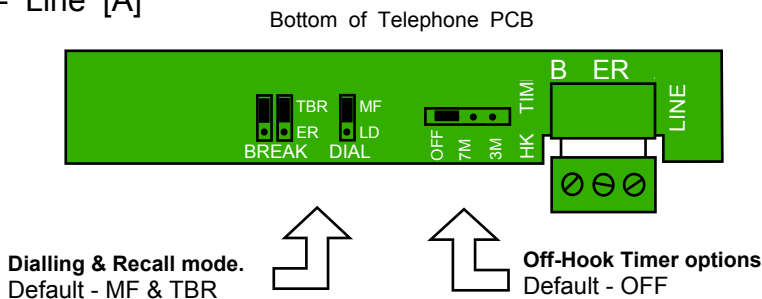 = Line [A]
Bottom of Telephone PCB
B ER
TIM
HK
LINE
TBR
ER
BREAK
MF
LD
DIAL
OFF
7M
3M
Dialling & Recall mode.
Default - MF & TBR
Off-Hook Timer options
Default - OFF